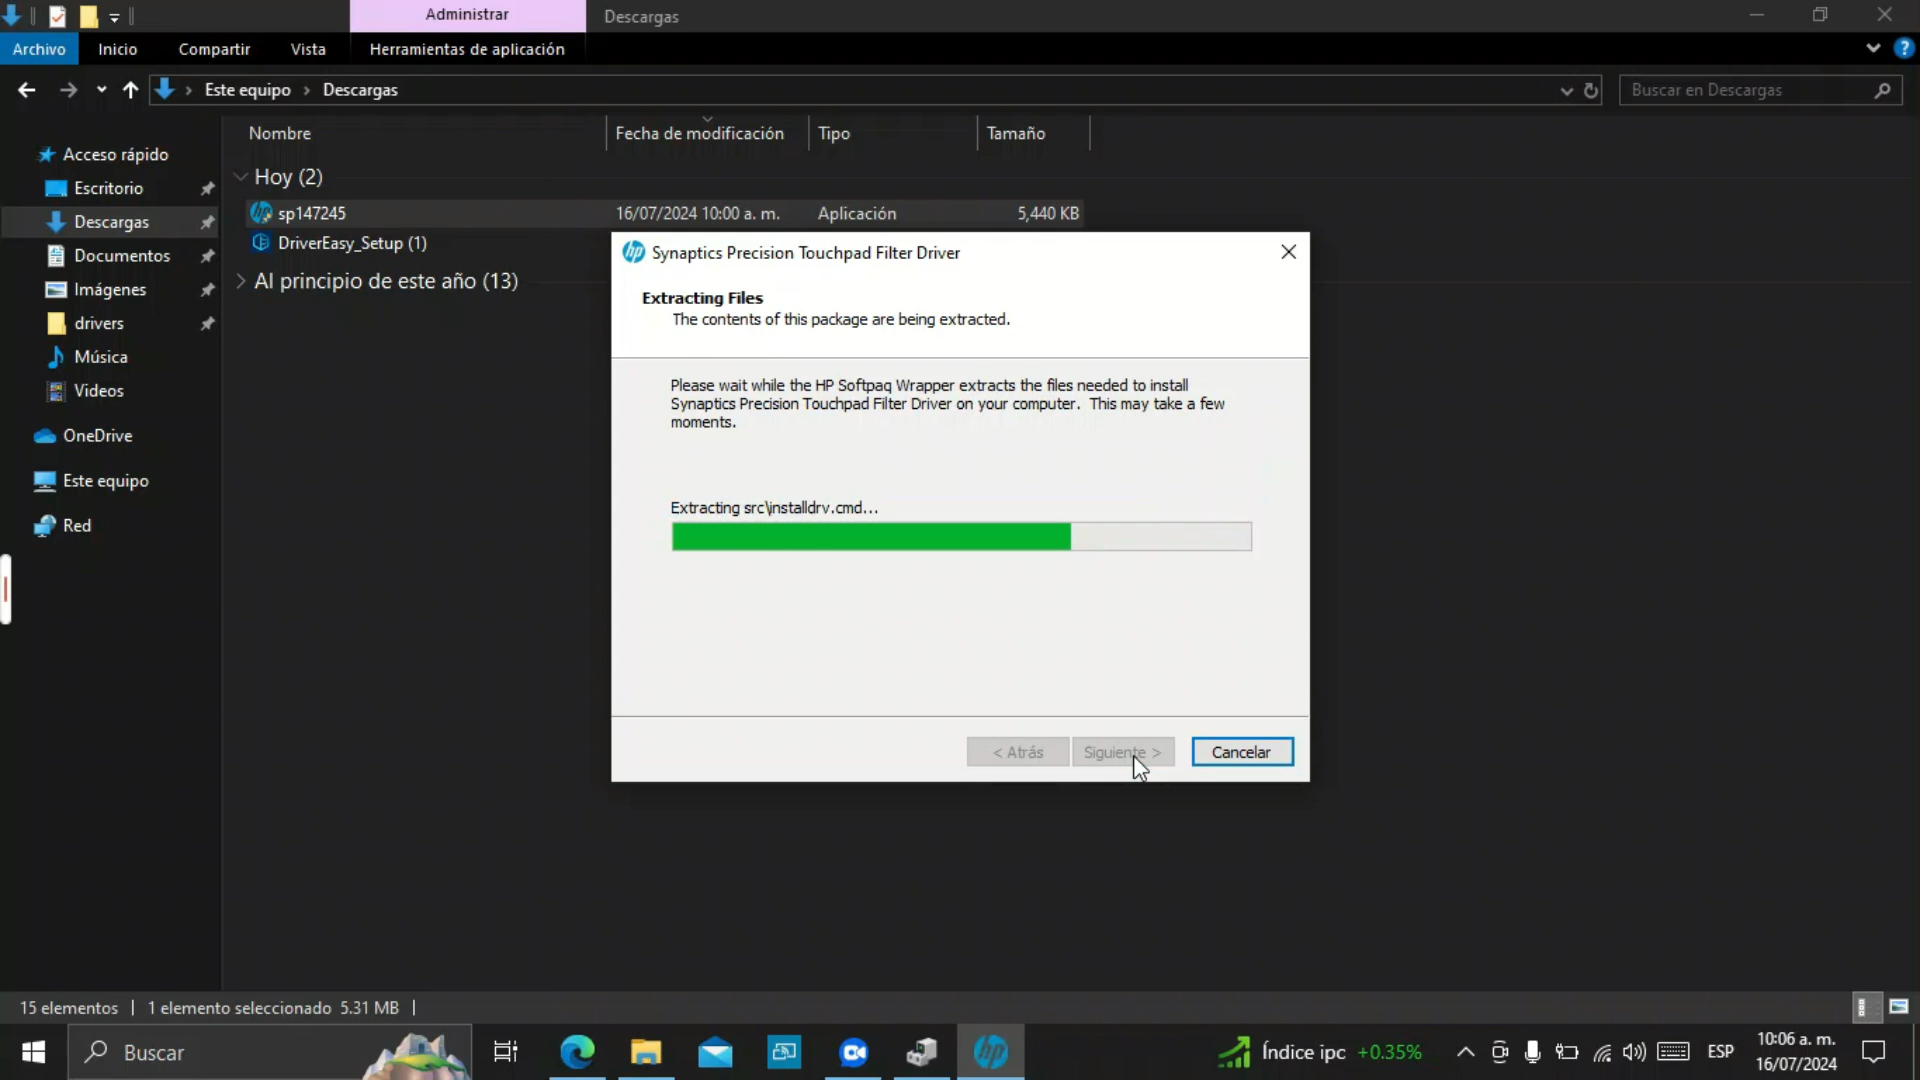 Administrar
Descargas
Archivo
Inicio
Compartir
Vista
Herramientas de aplicación
Este equipo > Descargas
Buscar en Descargas
Nombre
Fecha de modificación
Tipo
Tamaño
Acceso rápido
Escritorio
Descargas
Documentos
Imágenes
drivers
Música
Videos
OneDrive
Este equipo
Red
Hoy (2)
sp147245 16/07/2024 10:00 a. m. Aplicación 5,440 KB
DriverEasy_Setup (1)
Al principio de este año (13)
hp Synaptics Precision Touchpad Filter Driver
Extracting Files
The contents of this package are being extracted.
Please wait while the HP Softpaq Wrapper extracts the files needed to install
Synaptics Precision Touchpad Filter Driver on your computer. This may take a few
moments.
Extracting src\installdrv.cmd...
< Atrás
Siguiente >
Cancelar
15 elementos
1 elemento seleccionado 5.31 MB
Buscar
hp
Índice ipc +0.35%
ESP
10:06 a. m.
16/07/2024